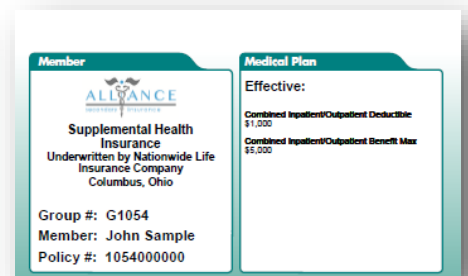 Member
ALLIANCE
Supplemental Health
Insurance
Underwritten by Nationwide Life
Insurance Company
Columbus, Ohio
Group #: G1054
Member: John Sample
Policy #: 1054000000
Medical Plan
Effective:
Combined Inpatient/Outpatient Deductible
$1,000
Combined Inpatient/Outpatient Benefit Max
$5,000